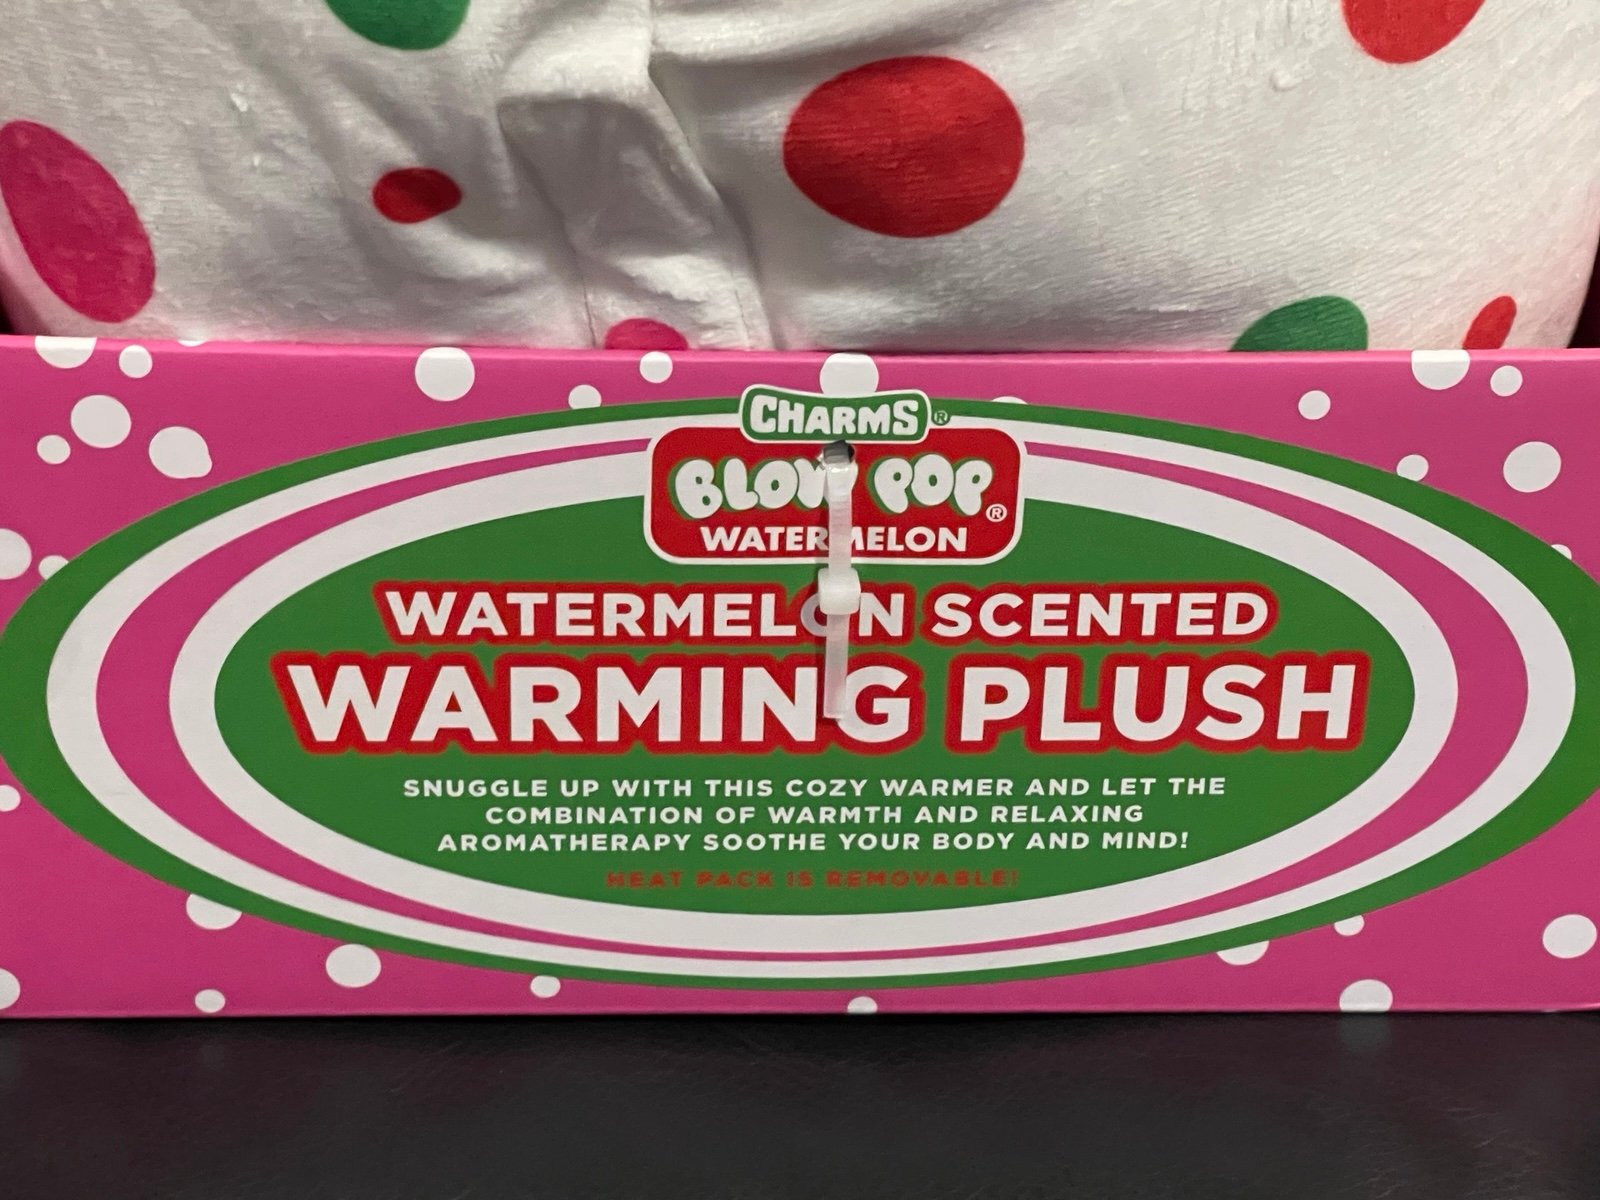 CHARMS®
BLOW POP®
WATERMELON
WATERMELON SCENTED
WARMING PLUSH
SNUGGLE UP WITH THIS COZY WARMER AND LET THE
COMBINATION OF WARMTH AND RELAXING
AROMATHERAPY SOOTHE YOUR BODY AND MIND!
HEAT PACK IS REMOVABLE!